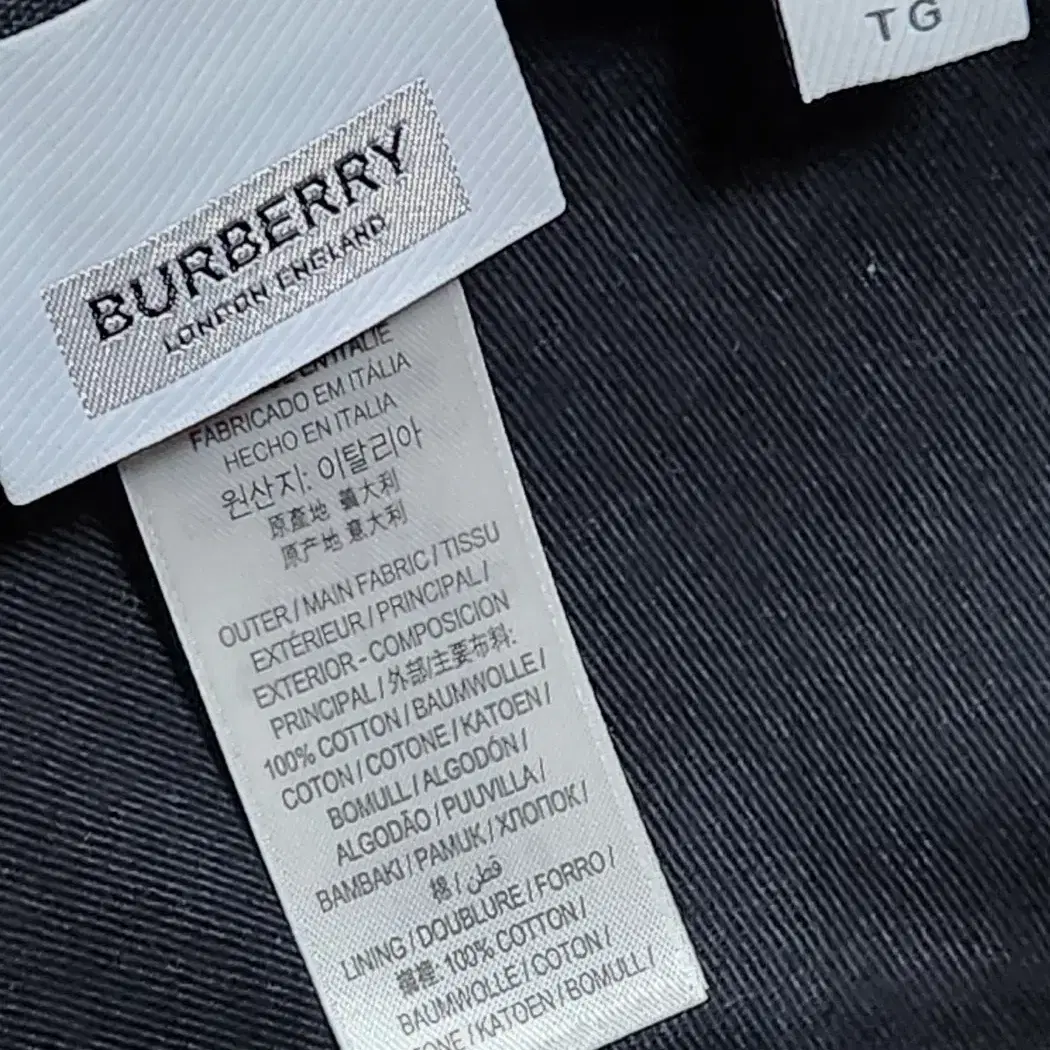 TG
BURBERRY
LONDON ENGLAND
EN ITALIE
FABRICADO EM ITÁLIA
HECHO EN ITALIA
원산지: 이탈리아
原產地 義大利
原产地 意大利
OUTER / MAIN FABRIC / TISSU
EXTÉRIEUR / PRINCIPAL /
EXTERIOR - COMPOSICION
PRINCIPAL / 外部/主要布料:
100% COTTON / BAUMWOLLE /
COTON / COTONE / KATOEN /
BOMULL / ALGODÓN /
ALGODÃO / PUUVILLA /
BAMBAKI / PAMUK / ХЛОПОК /
棉 / قطن
LINING / DOUBLURE / FORRO /
100% COTTON /
BAUMWOLLE / COTON /
KATOEN / BOMULL /